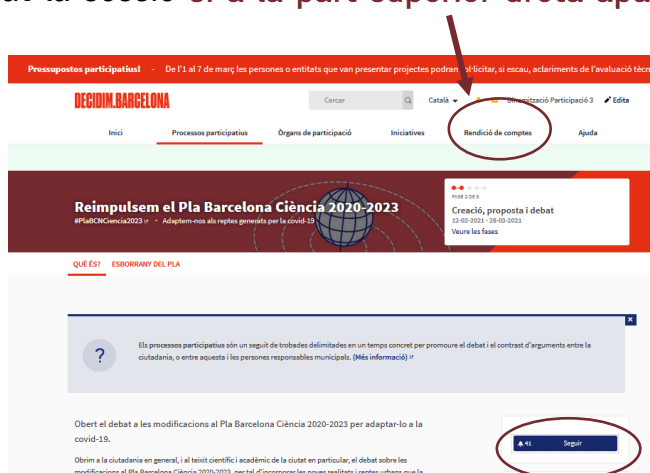 at la sessió si a la part superior dreta apa
Pressupostos participatius! - De l'1 al 7 de març les persones o entitats que van presentar projectes podran sol·licitar, si escau, aclariments de l'avaluació tècn
DECIDIM.BARCELONA
Cercar
Català
Dinamització Participació 3
Edita
Inici Processos participatius Òrgans de participació Iniciatives Rendició de comptes Ajuda
Reimpulsem el Pla Barcelona Ciència 2020-2023
#PlaBCNCiencia2023 · Adaptem-nos als reptes generats per la covid-19
FASE 2 DE 5
Creació, proposta i debat
12-02-2021 - 28-03-2021
Veure les fases
QUÈ ÉS? ESBORRANY DEL PLA
×
?
Els processos participatius són un seguit de trobades delimitades en un temps concret per promoure el debat i el contrast d'arguments entre la
ciutadania, o entre aquesta i les persones responsables municipals. (Més informació)
Obert el debat a les modificacions al Pla Barcelona Ciència 2020-2023 per adaptar-lo a la
covid-19.
41 Seguir
Obrim a la ciutadania en general, i al teixit científic i acadèmic de la ciutat en particular, el debat sobre les
modificacions al Pla Barcelona Ciència 2020-2023, per tal d'incorporar les noves realitats i reptes urbans que la